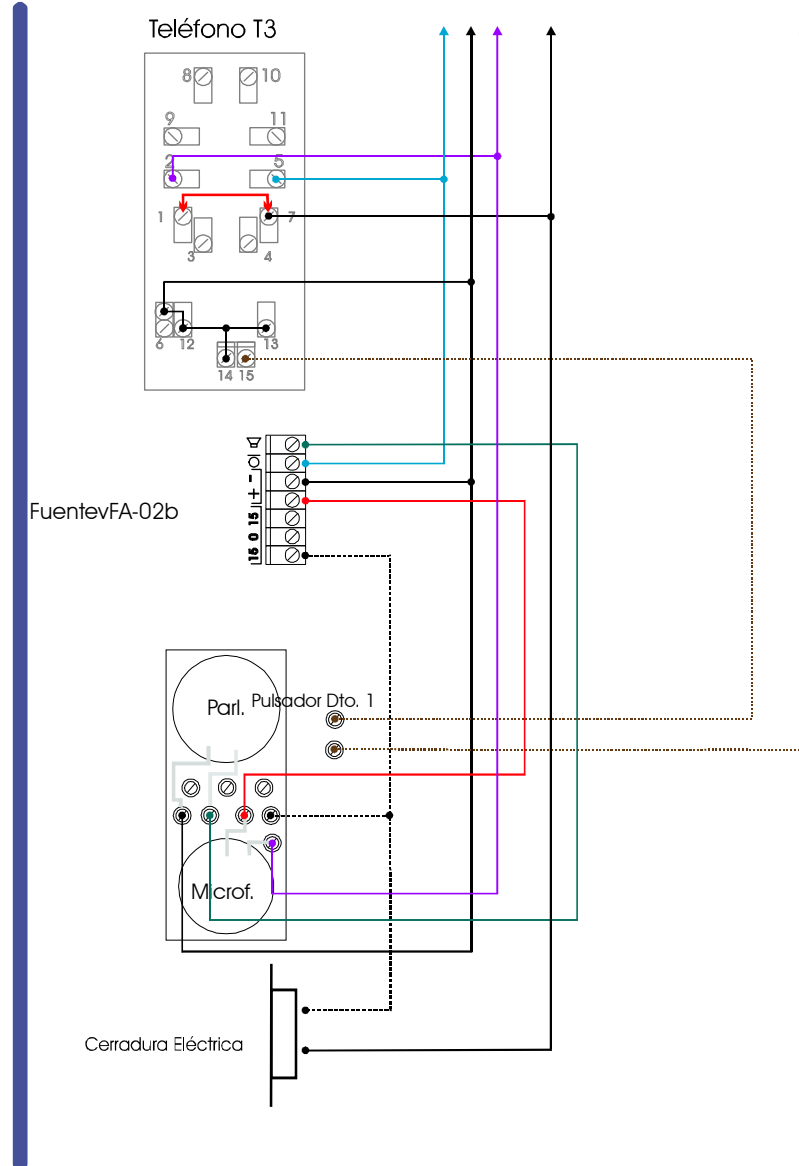 Teléfono T3
8 10
9 11
2 5
1 7
3 4
6 12 13
14 15
+ -
FuentevFA-02b
15 0 15
Pulsador Dto. 1
Parl.
Microf.
Cerradura Eléctrica